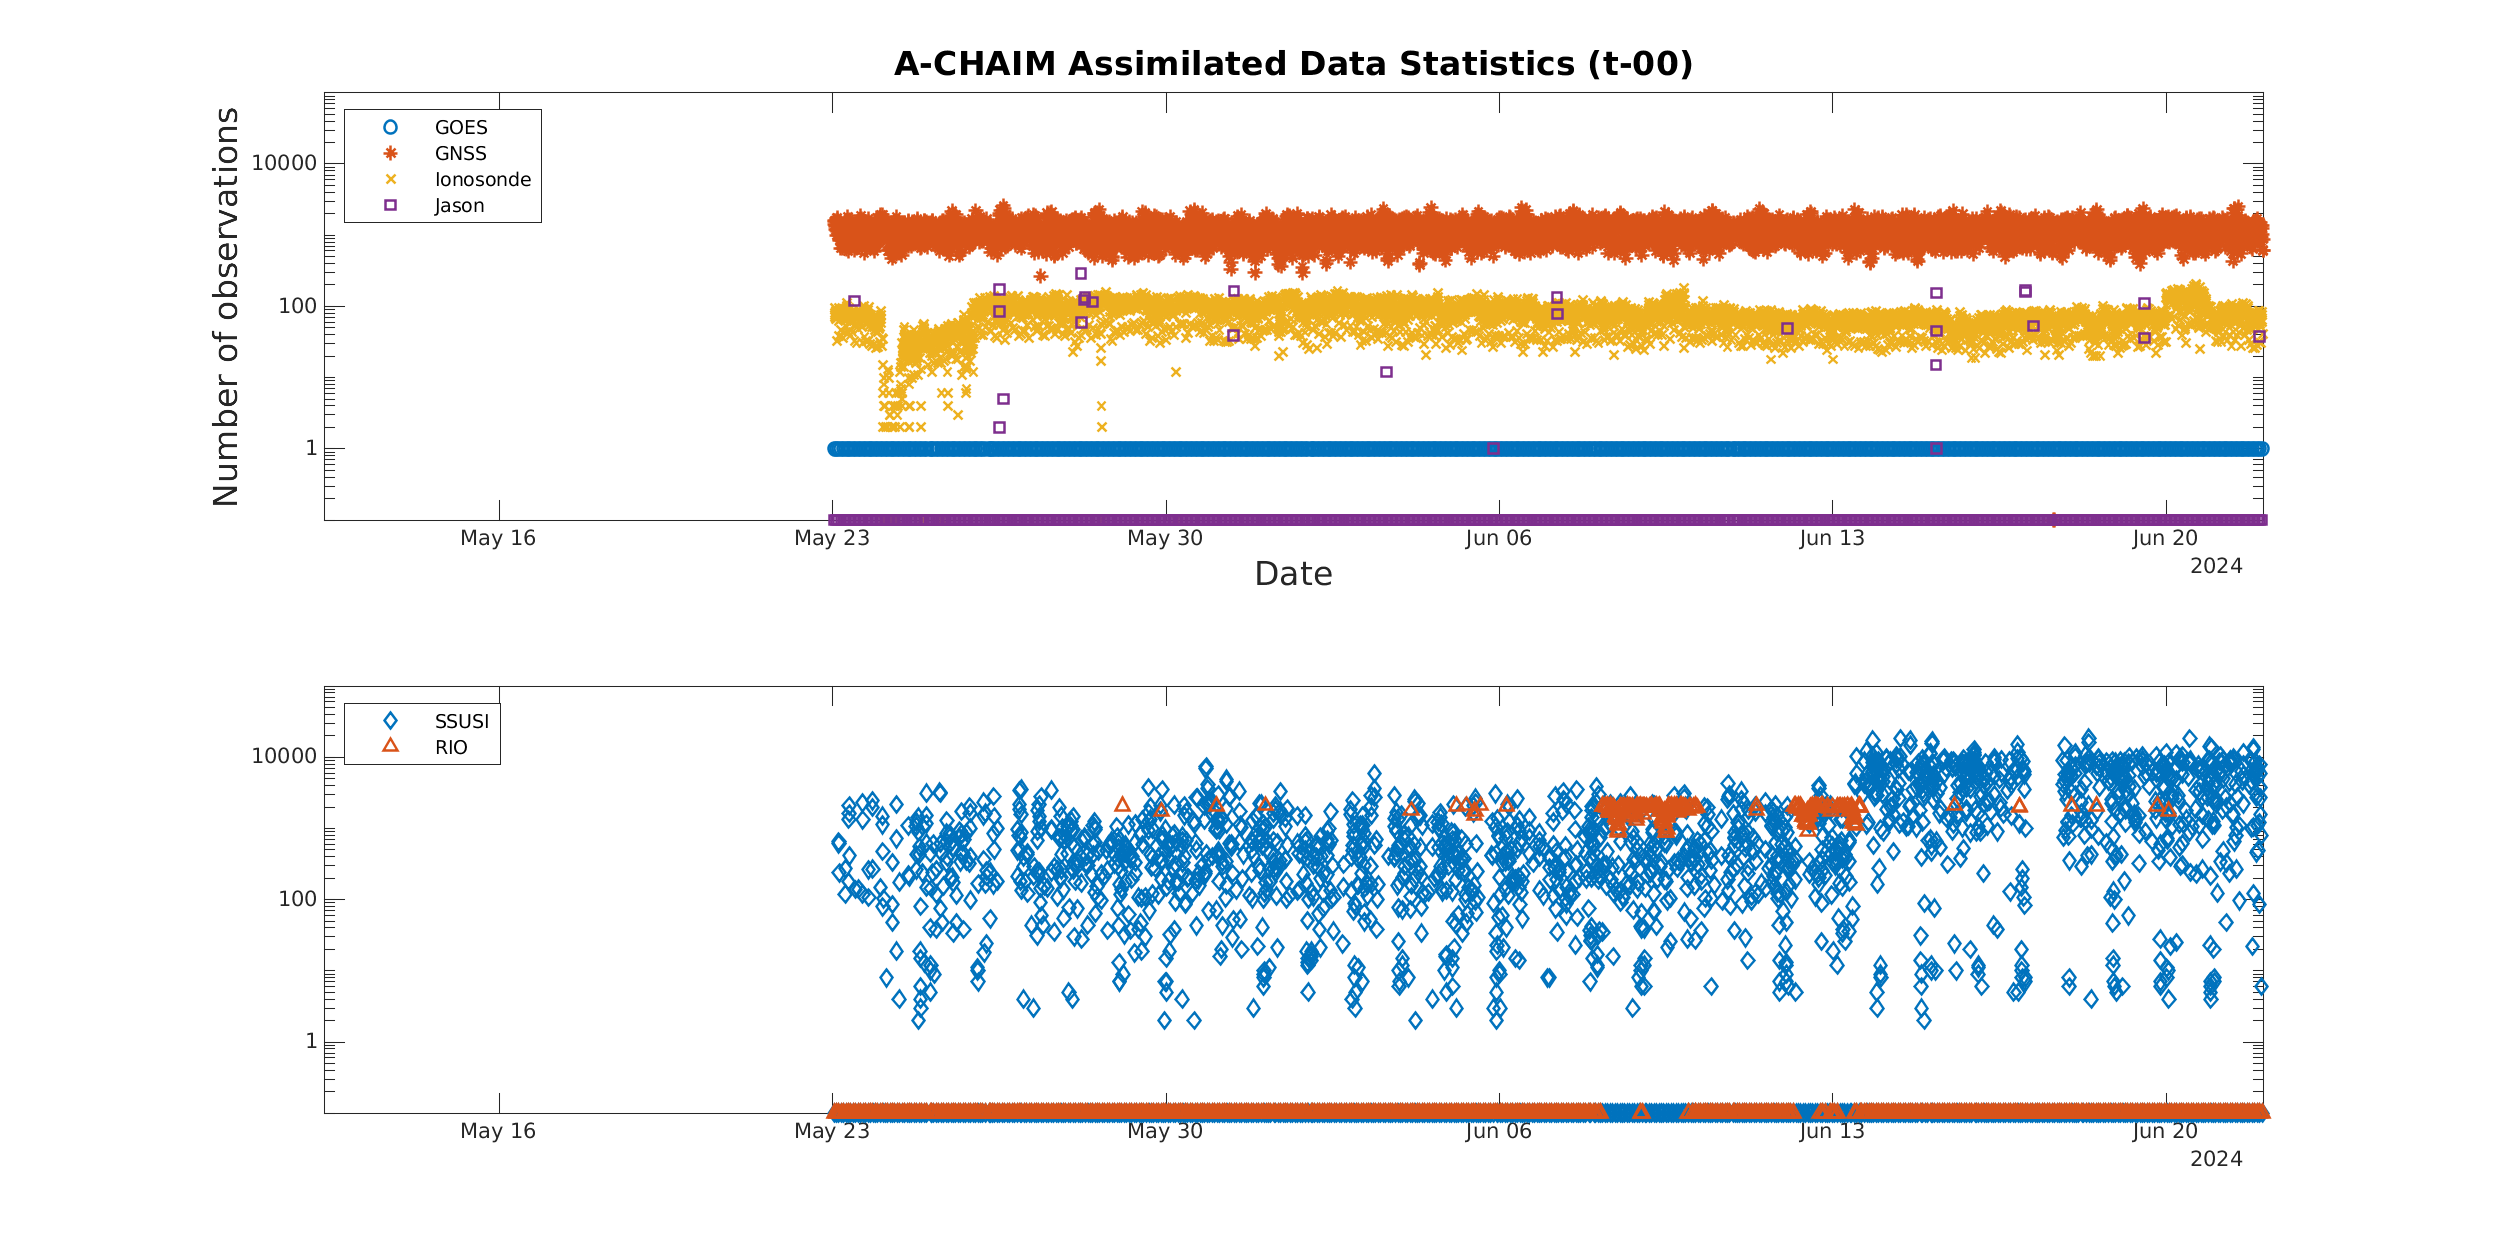 A-CHAIM Assimilated Data Statistics (t-00)
Number of observations
10000
100
1
GOES
GNSS
Ionosonde
Jason
May 16
May 23
May 30
Jun 06
Jun 13
Jun 20
2024
Date
10000
100
1
SSUSI
RIO
May 16
May 23
May 30
Jun 06
Jun 13
Jun 20
2024